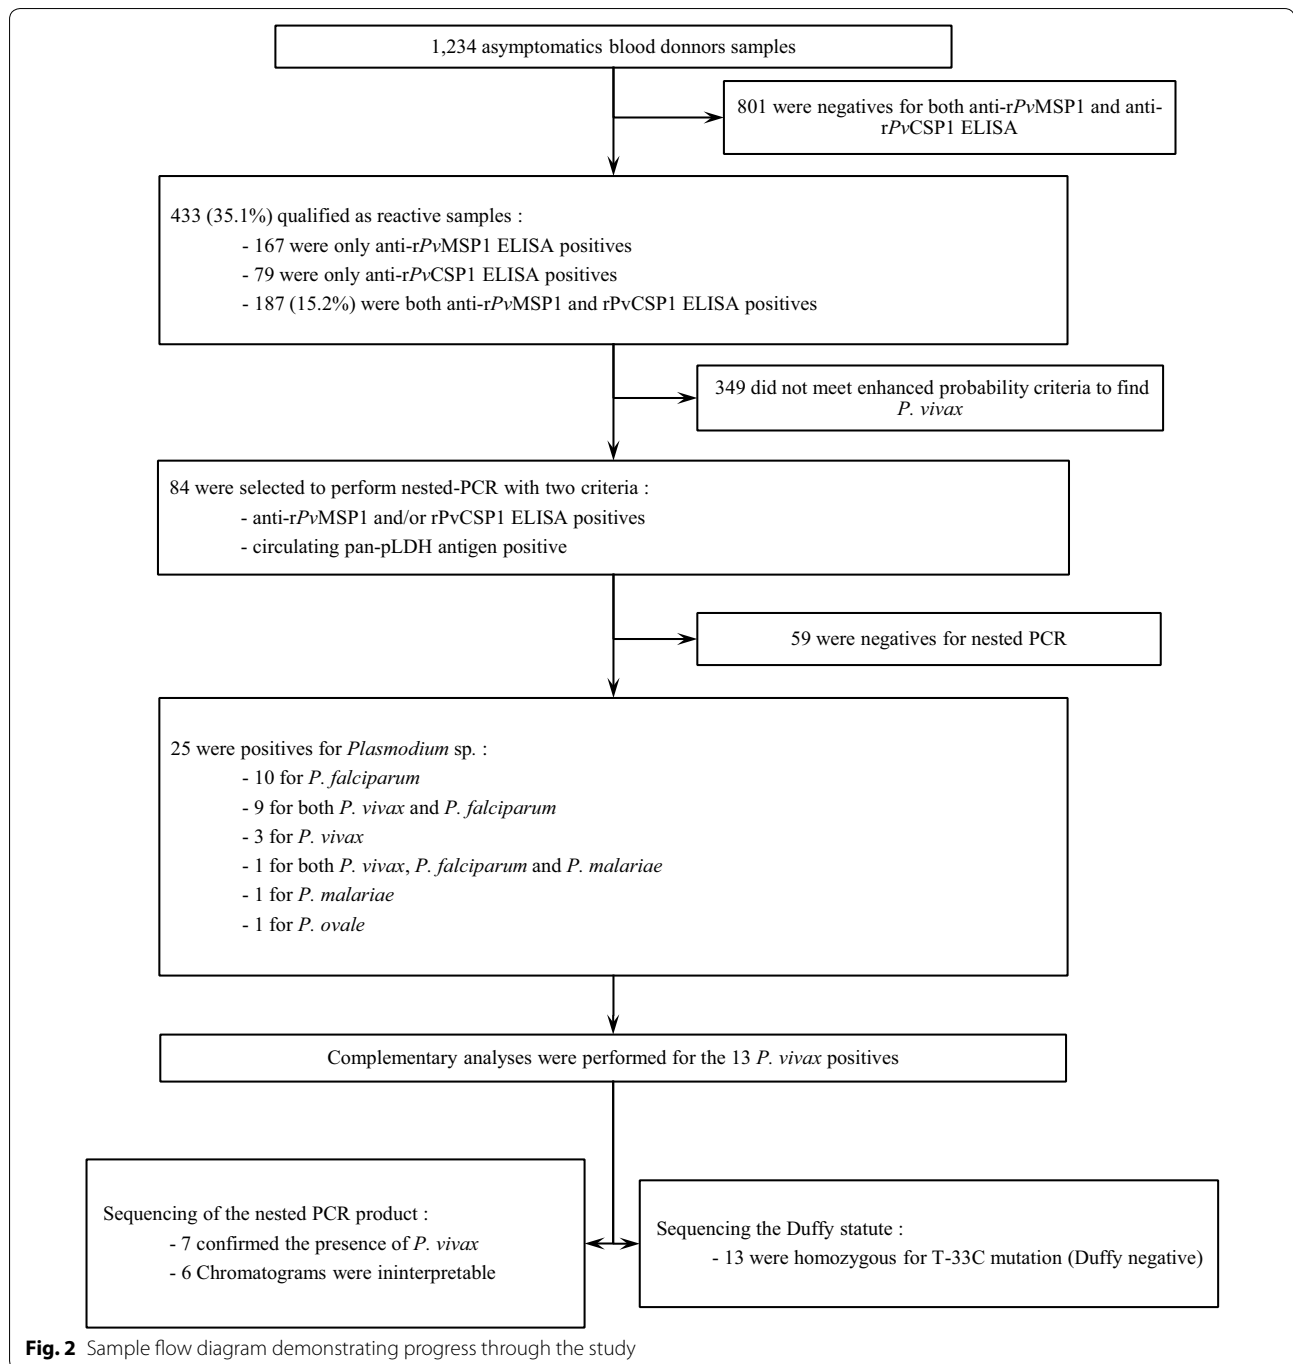 1,234 asymptomatics blood donnors samples
801 were negatives for both anti-rPvMSP1 and anti-
rPvCSP1 ELISA
433 (35.1%) qualified as reactive samples :
- 167 were only anti-rPvMSP1 ELISA positives
- 79 were only anti-rPvCSP1 ELISA positives
- 187 (15.2%) were both anti-rPvMSP1 and rPvCSP1 ELISA positives
349 did not meet enhanced probability criteria to find
P. vivax
84 were selected to perform nested-PCR with two criteria :
- anti-rPvMSP1 and/or rPvCSP1 ELISA positives
- circulating pan-pLDH antigen positive
59 were negatives for nested PCR
25 were positives for Plasmodium sp. :
- 10 for P. falciparum
- 9 for both P. vivax and P. falciparum
- 3 for P. vivax
- 1 for both P. vivax, P. falciparum and P. malariae
- 1 for P. malariae
- 1 for P. ovale
Complementary analyses were performed for the 13 P. vivax positives
Sequencing of the nested PCR product :
- 7 confirmed the presence of P. vivax
- 6 Chromatograms were ininterpretable
Sequencing the Duffy statute :
- 13 were homozygous for T-33C mutation (Duffy negative)
Fig. 2 Sample flow diagram demonstrating progress through the study